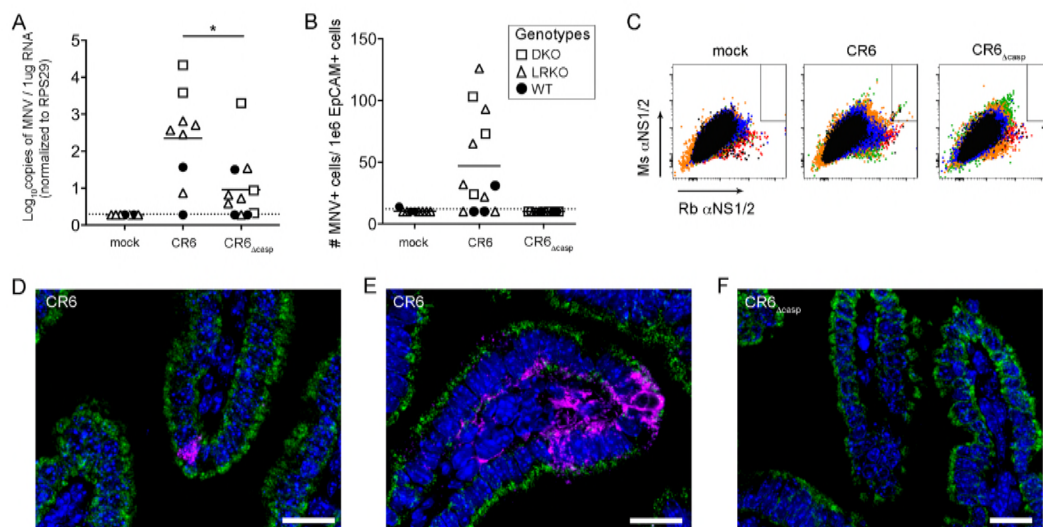 A
Log10copies of MNV / 1ug RNA
(normalized to RPS29)
5
4
3
2
1
0
*
mock
CR6
CR6Δcasp
B
# MNV+ cells/ 1e6 EpCAM+ cells
150
100
50
0
mock
CR6
CR6Δcasp
Genotypes
DKO
LRKO
WT
C
mock
CR6
CR6Δcasp
Ms αNS1/2
Rb αNS1/2
D
CR6
E
CR6
F
CR6Δcasp